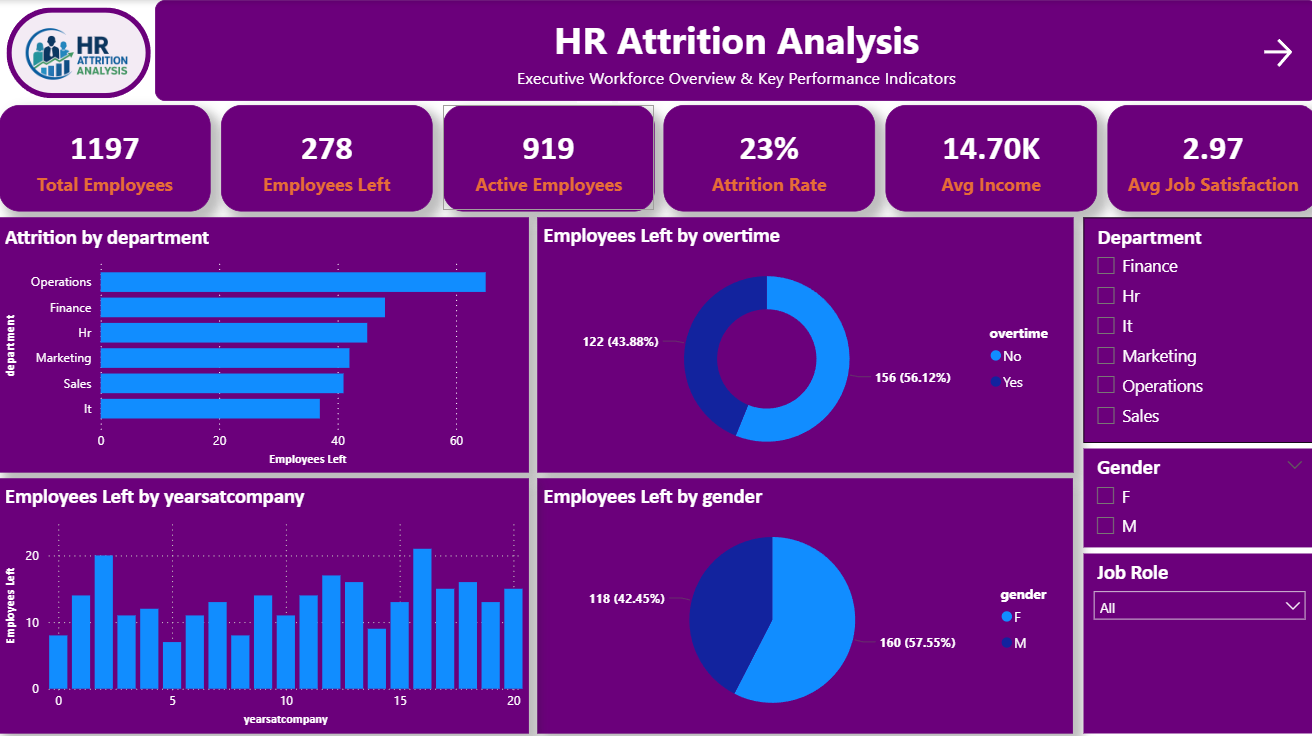 HR
ATTRITION
ANALYSIS
HR Attrition Analysis
Executive Workforce Overview & Key Performance Indicators
1197
Total Employees
278
Employees Left
919
Active Employees
23%
Attrition Rate
14.70K
Avg Income
2.97
Avg Job Satisfaction
Attrition by department
department
Operations
Finance
Hr
Marketing
Sales
It
0 20 40 60
Employees Left
Employees Left by overtime
122 (43.88%)
156 (56.12%)
overtime
No
Yes
Department
Finance
Hr
It
Marketing
Operations
Sales
Employees Left by yearsatcompany
Employees Left
20
10
0
0 5 10 15 20
yearsatcompany
Employees Left by gender
118 (42.45%)
160 (57.55%)
gender
F
M
Gender
F
M
Job Role
All